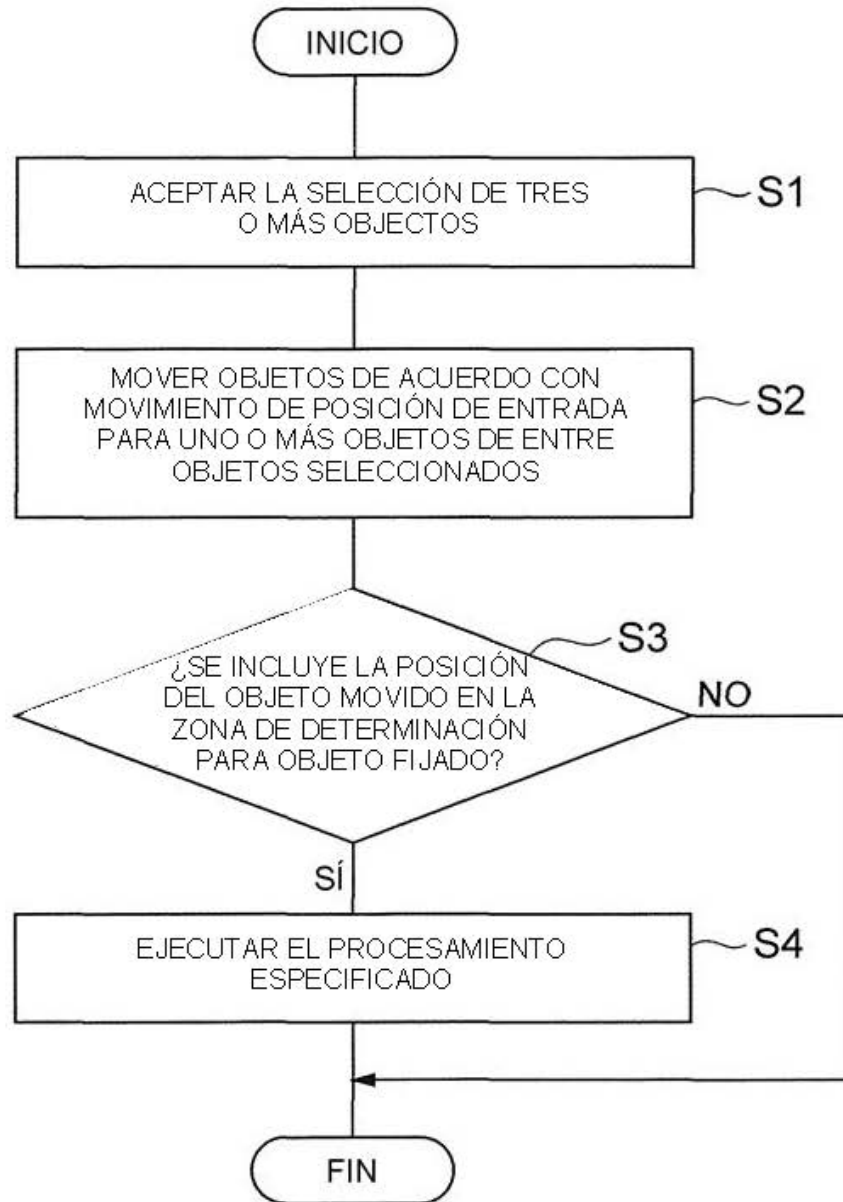 INICIO
ACEPTAR LA SELECCIÓN DE TRES
O MÁS OBJECTOS
S1
MOVER OBJETOS DE ACUERDO CON
MOVIMIENTO DE POSICIÓN DE ENTRADA
PARA UNO O MÁS OBJETOS DE ENTRE
OBJETOS SELECCIONADOS
S2
¿SE INCLUYE LA POSICIÓN
DEL OBJETO MOVIDO EN LA
ZONA DE DETERMINACIÓN
PARA OBJETO FIJADO?
S3
NO
SÍ
EJECUTAR EL PROCESAMIENTO
ESPECIFICADO
S4
FIN